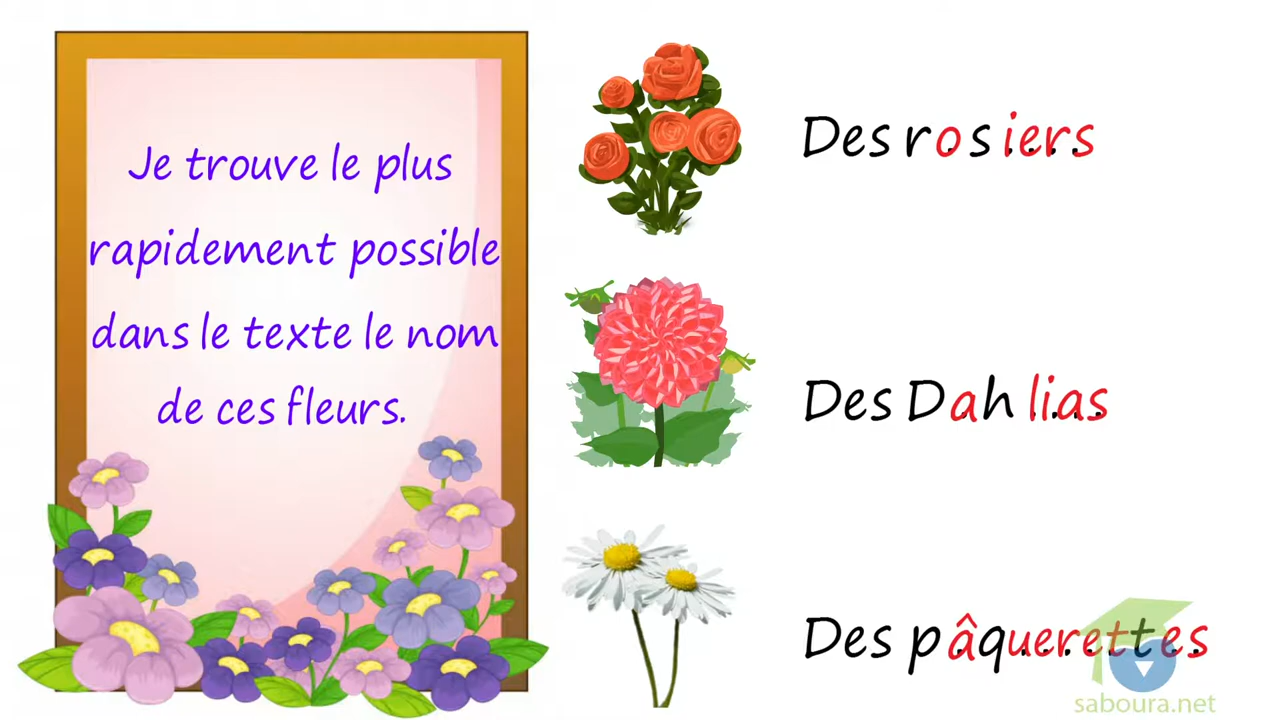 Je trouve le plus
rapidement possible
dans le texte le nom
de ces fleurs.
Des rosiers
Des Dahlias
Des pâquerettes
saboura.net